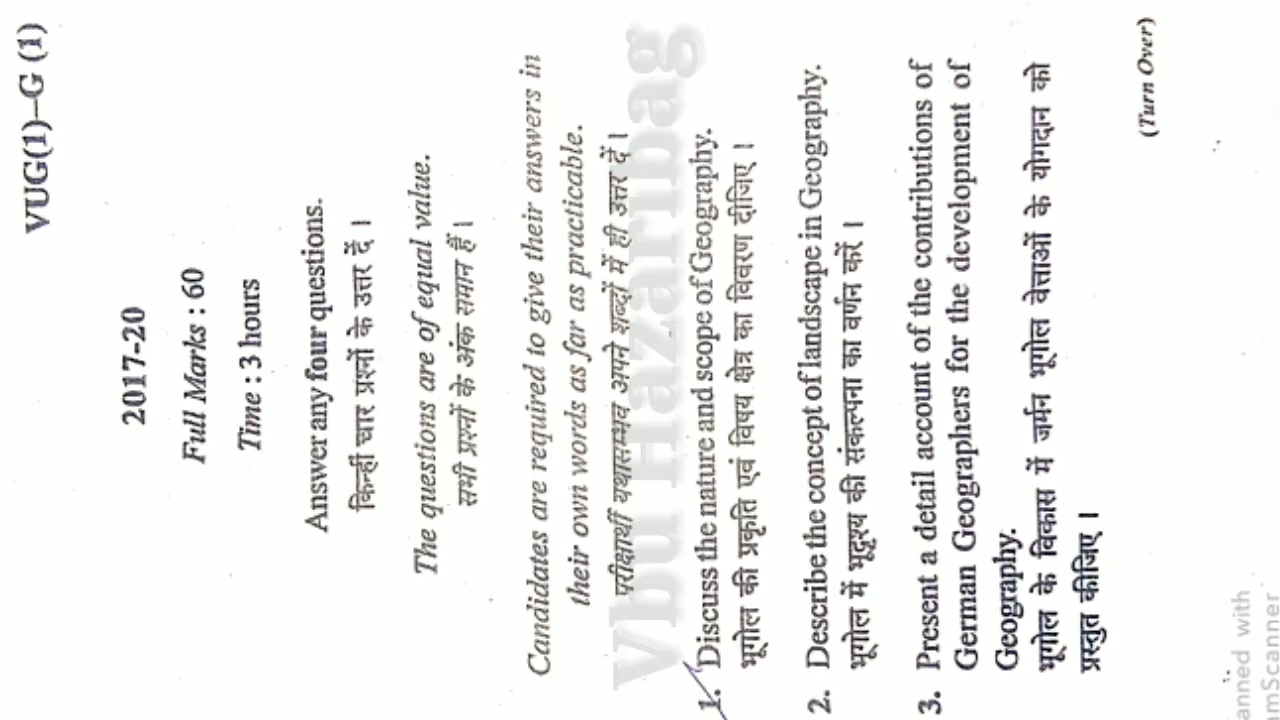 VUG(1)–G (1)
2017-20
Full Marks : 60
Time : 3 hours
Answer any four questions.
किन्हीं चार प्रश्नों के उत्तर दें ।
The questions are of equal value.
सभी प्रश्नों के अंक समान हैं ।
Candidates are required to give their answers in
their own words as far as practicable.
परीक्षार्थी यथासम्भव अपने शब्दों में ही उत्तर दें ।
Vbu Hazaribag
1. Discuss the nature and scope of Geography.
भूगोल की प्रकृति एवं विषय क्षेत्र का विवरण दीजिए ।
2. Describe the concept of landscape in Geography.
भूगोल में भूदृश्य की संकल्पना का वर्णन करें ।
3. Present a detail account of the contributions of
German Geographers for the development of
Geography.
भूगोल के विकास में जर्मन भूगोल वेत्ताओं के योगदान को
प्रस्तुत कीजिए ।
(Turn Over)
anned with
amScanner